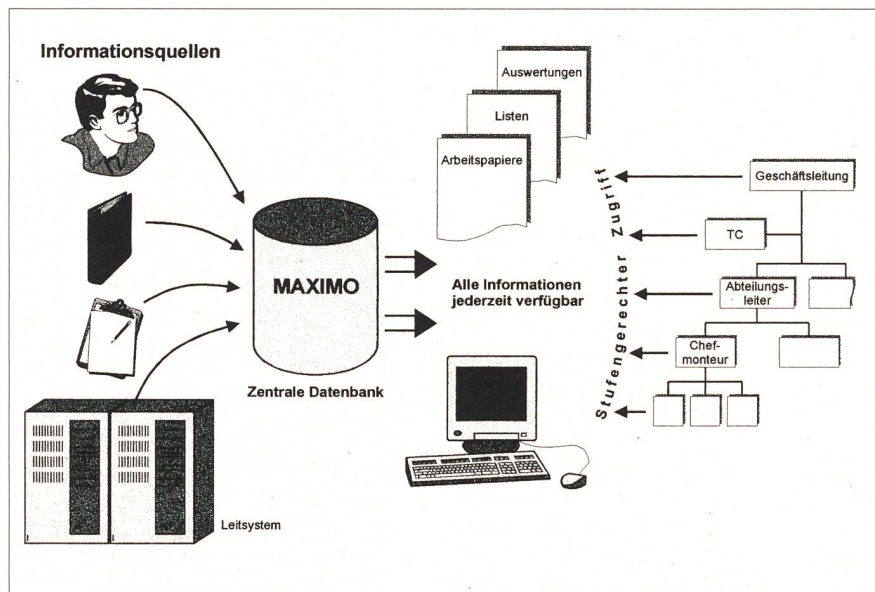 Informationsquellen
MAXIMO
Zentrale Datenbank
Leitsystem
Auswertungen
Listen
Arbeitspapiere
Alle Informationen
jederzeit verfügbar
Stufengerechter Zugriff
Geschäftsleitung
TC
Abteilungs-
leiter
Chef-
monteur